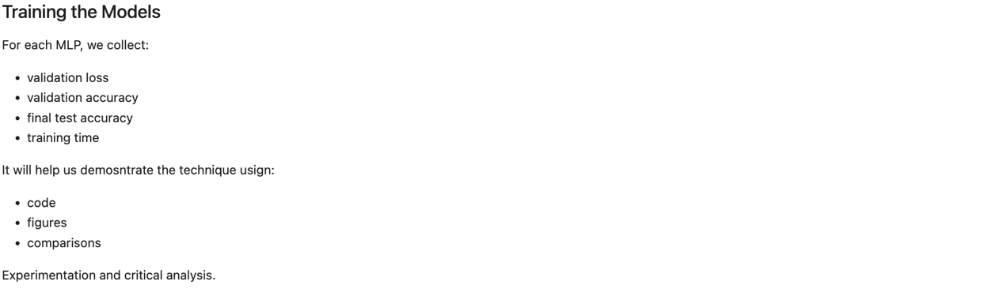 Training the Models
For each MLP, we collect:
• validation loss
• validation accuracy
• final test accuracy
• training time
It will help us demosntrate the technique usign:
• code
• figures
• comparisons
Experimentation and critical analysis.